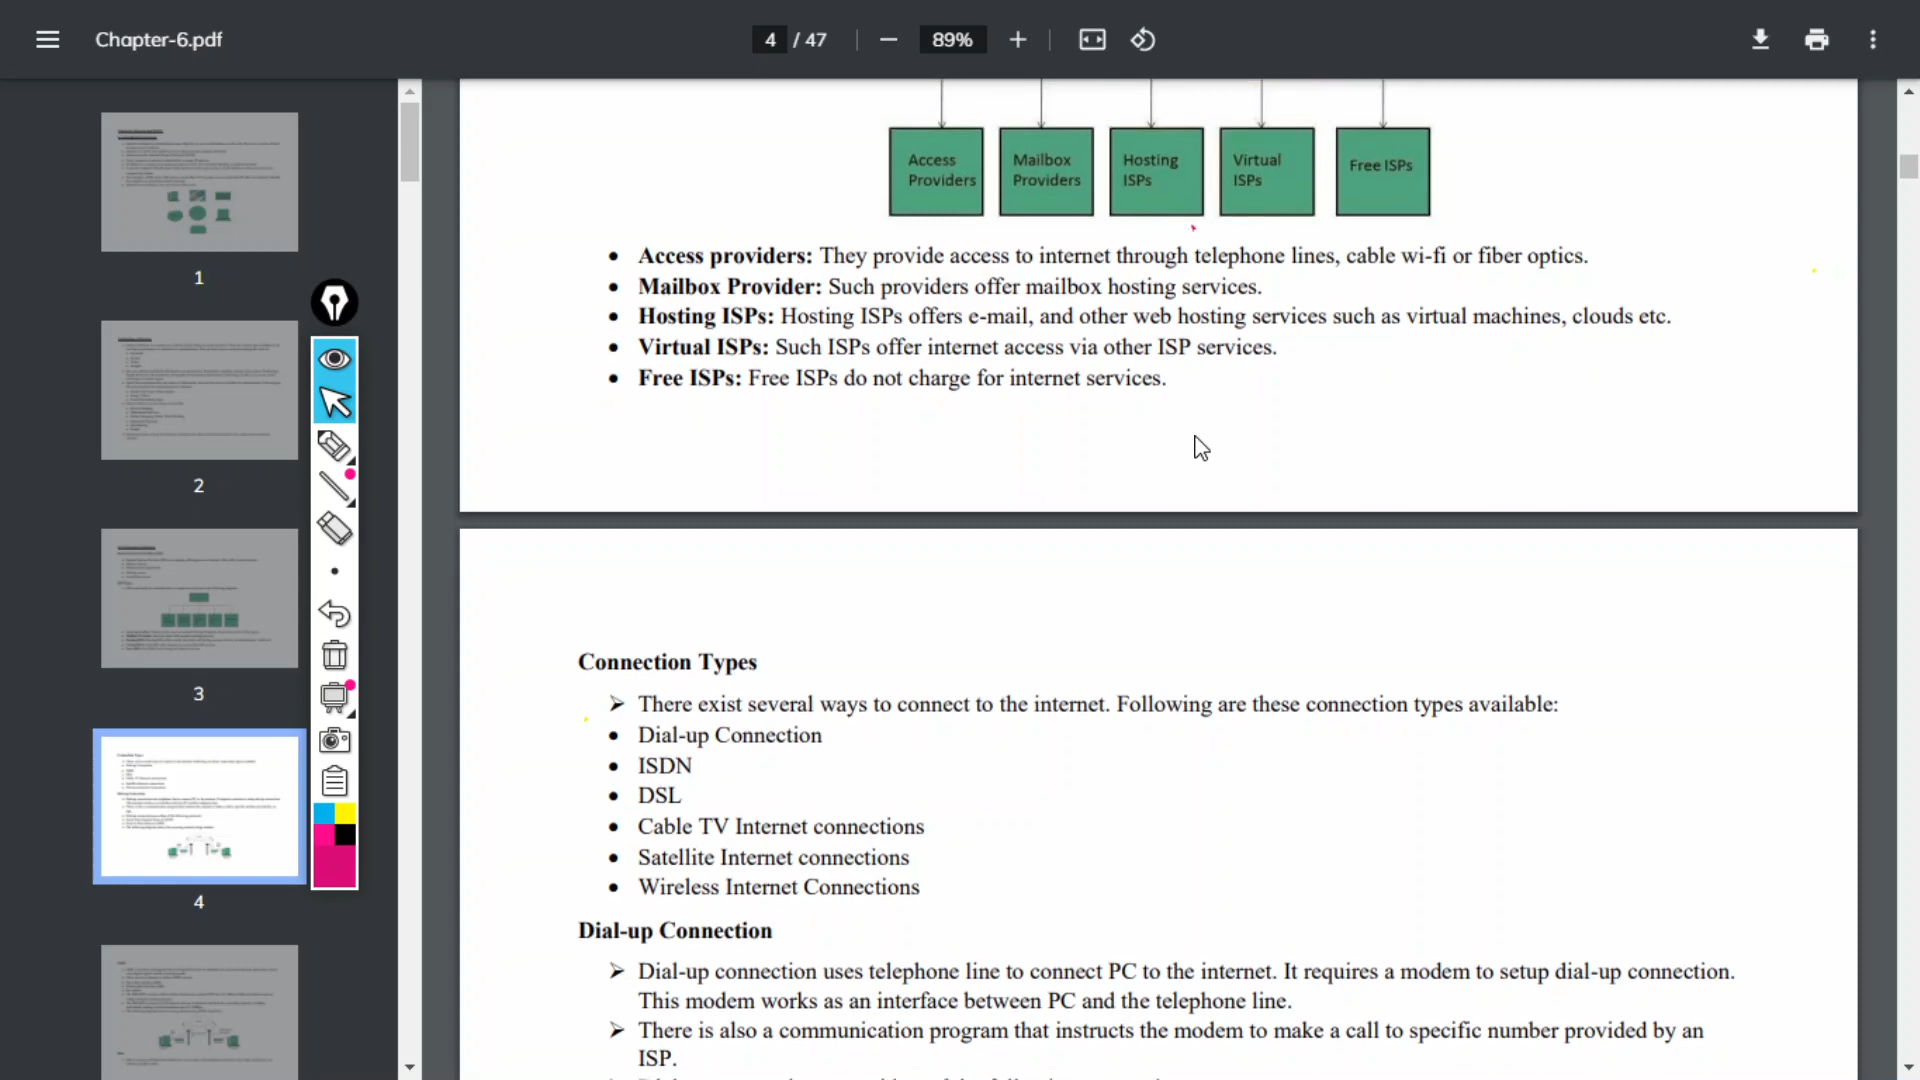 Chapter-6.pdf
4 / 47
89%
Access Providers
Mailbox Providers
Hosting ISPs
Virtual ISPs
Free ISPs
• Access providers: They provide access to internet through telephone lines, cable wi-fi or fiber optics.
• Mailbox Provider: Such providers offer mailbox hosting services.
• Hosting ISPs: Hosting ISPs offers e-mail, and other web hosting services such as virtual machines, clouds etc.
• Virtual ISPs: Such ISPs offer internet access via other ISP services.
• Free ISPs: Free ISPs do not charge for internet services.
Connection Types
➢ There exist several ways to connect to the internet. Following are these connection types available:
• Dial-up Connection
• ISDN
• DSL
• Cable TV Internet connections
• Satellite Internet connections
• Wireless Internet Connections
Dial-up Connection
➢ Dial-up connection uses telephone line to connect PC to the internet. It requires a modem to setup dial-up connection.
This modem works as an interface between PC and the telephone line.
➢ There is also a communication program that instructs the modem to make a call to specific number provided by an
ISP.
1
2
3
4